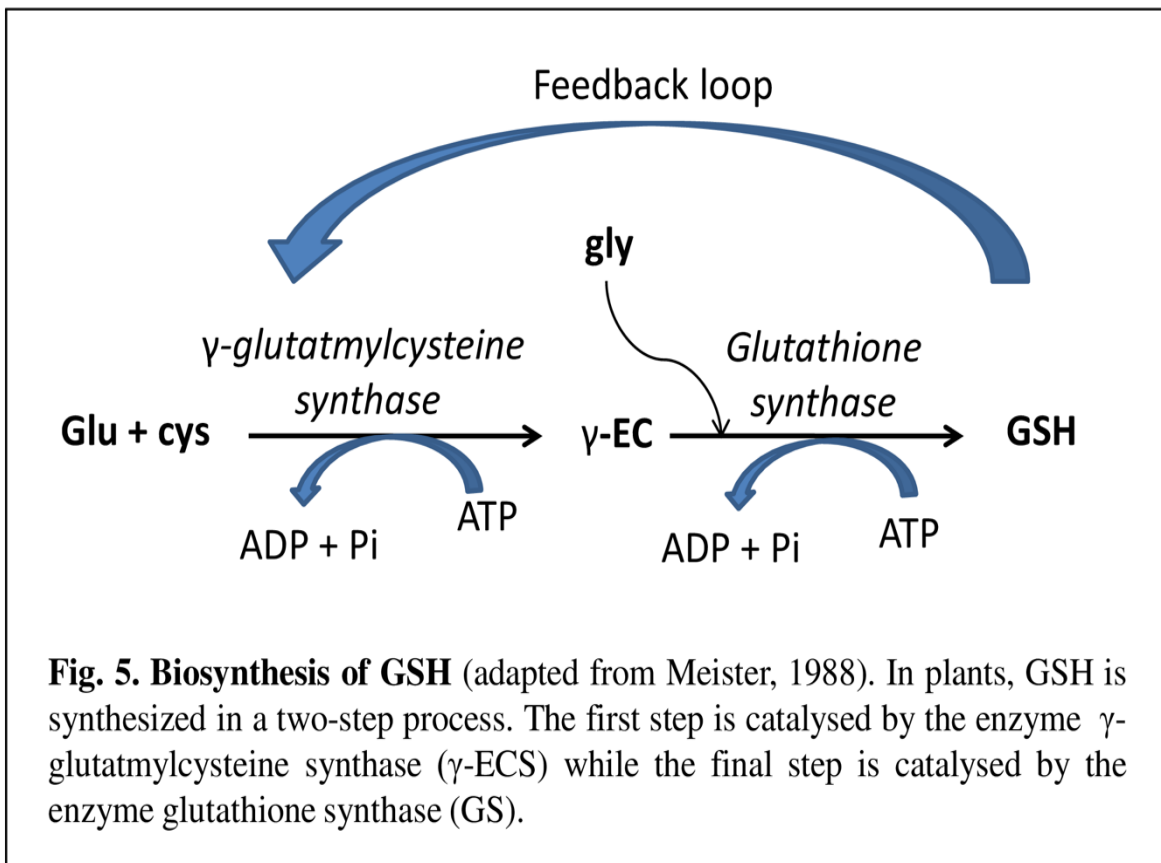 Feedback loop
gly
γ-glutatmylcysteine
synthase
Glutathione
synthase
Glu + cys
γ-EC
GSH
ADP + Pi
ATP
ADP + Pi
ATP
Fig. 5. Biosynthesis of GSH (adapted from Meister, 1988). In plants, GSH is
synthesized in a two-step process. The first step is catalysed by the enzyme γ-
glutatmylcysteine synthase (γ-ECS) while the final step is catalysed by the
enzyme glutathione synthase (GS).